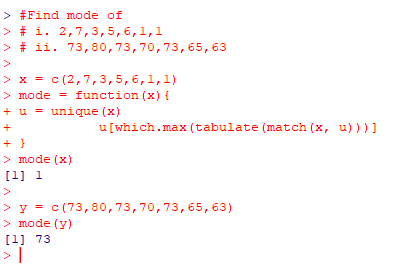 > #Find mode of
> # i. 2,7,3,5,6,1,1
> # ii. 73,80,73,70,73,65,63
>
> x = c(2,7,3,5,6,1,1)
> mode = function(x){
+ u = unique(x)
+         u[which.max(tabulate(match(x, u)))]
+ }
> mode(x)
[1] 1
>
> y = c(73,80,73,70,73,65,63)
> mode(y)
[1] 73
>